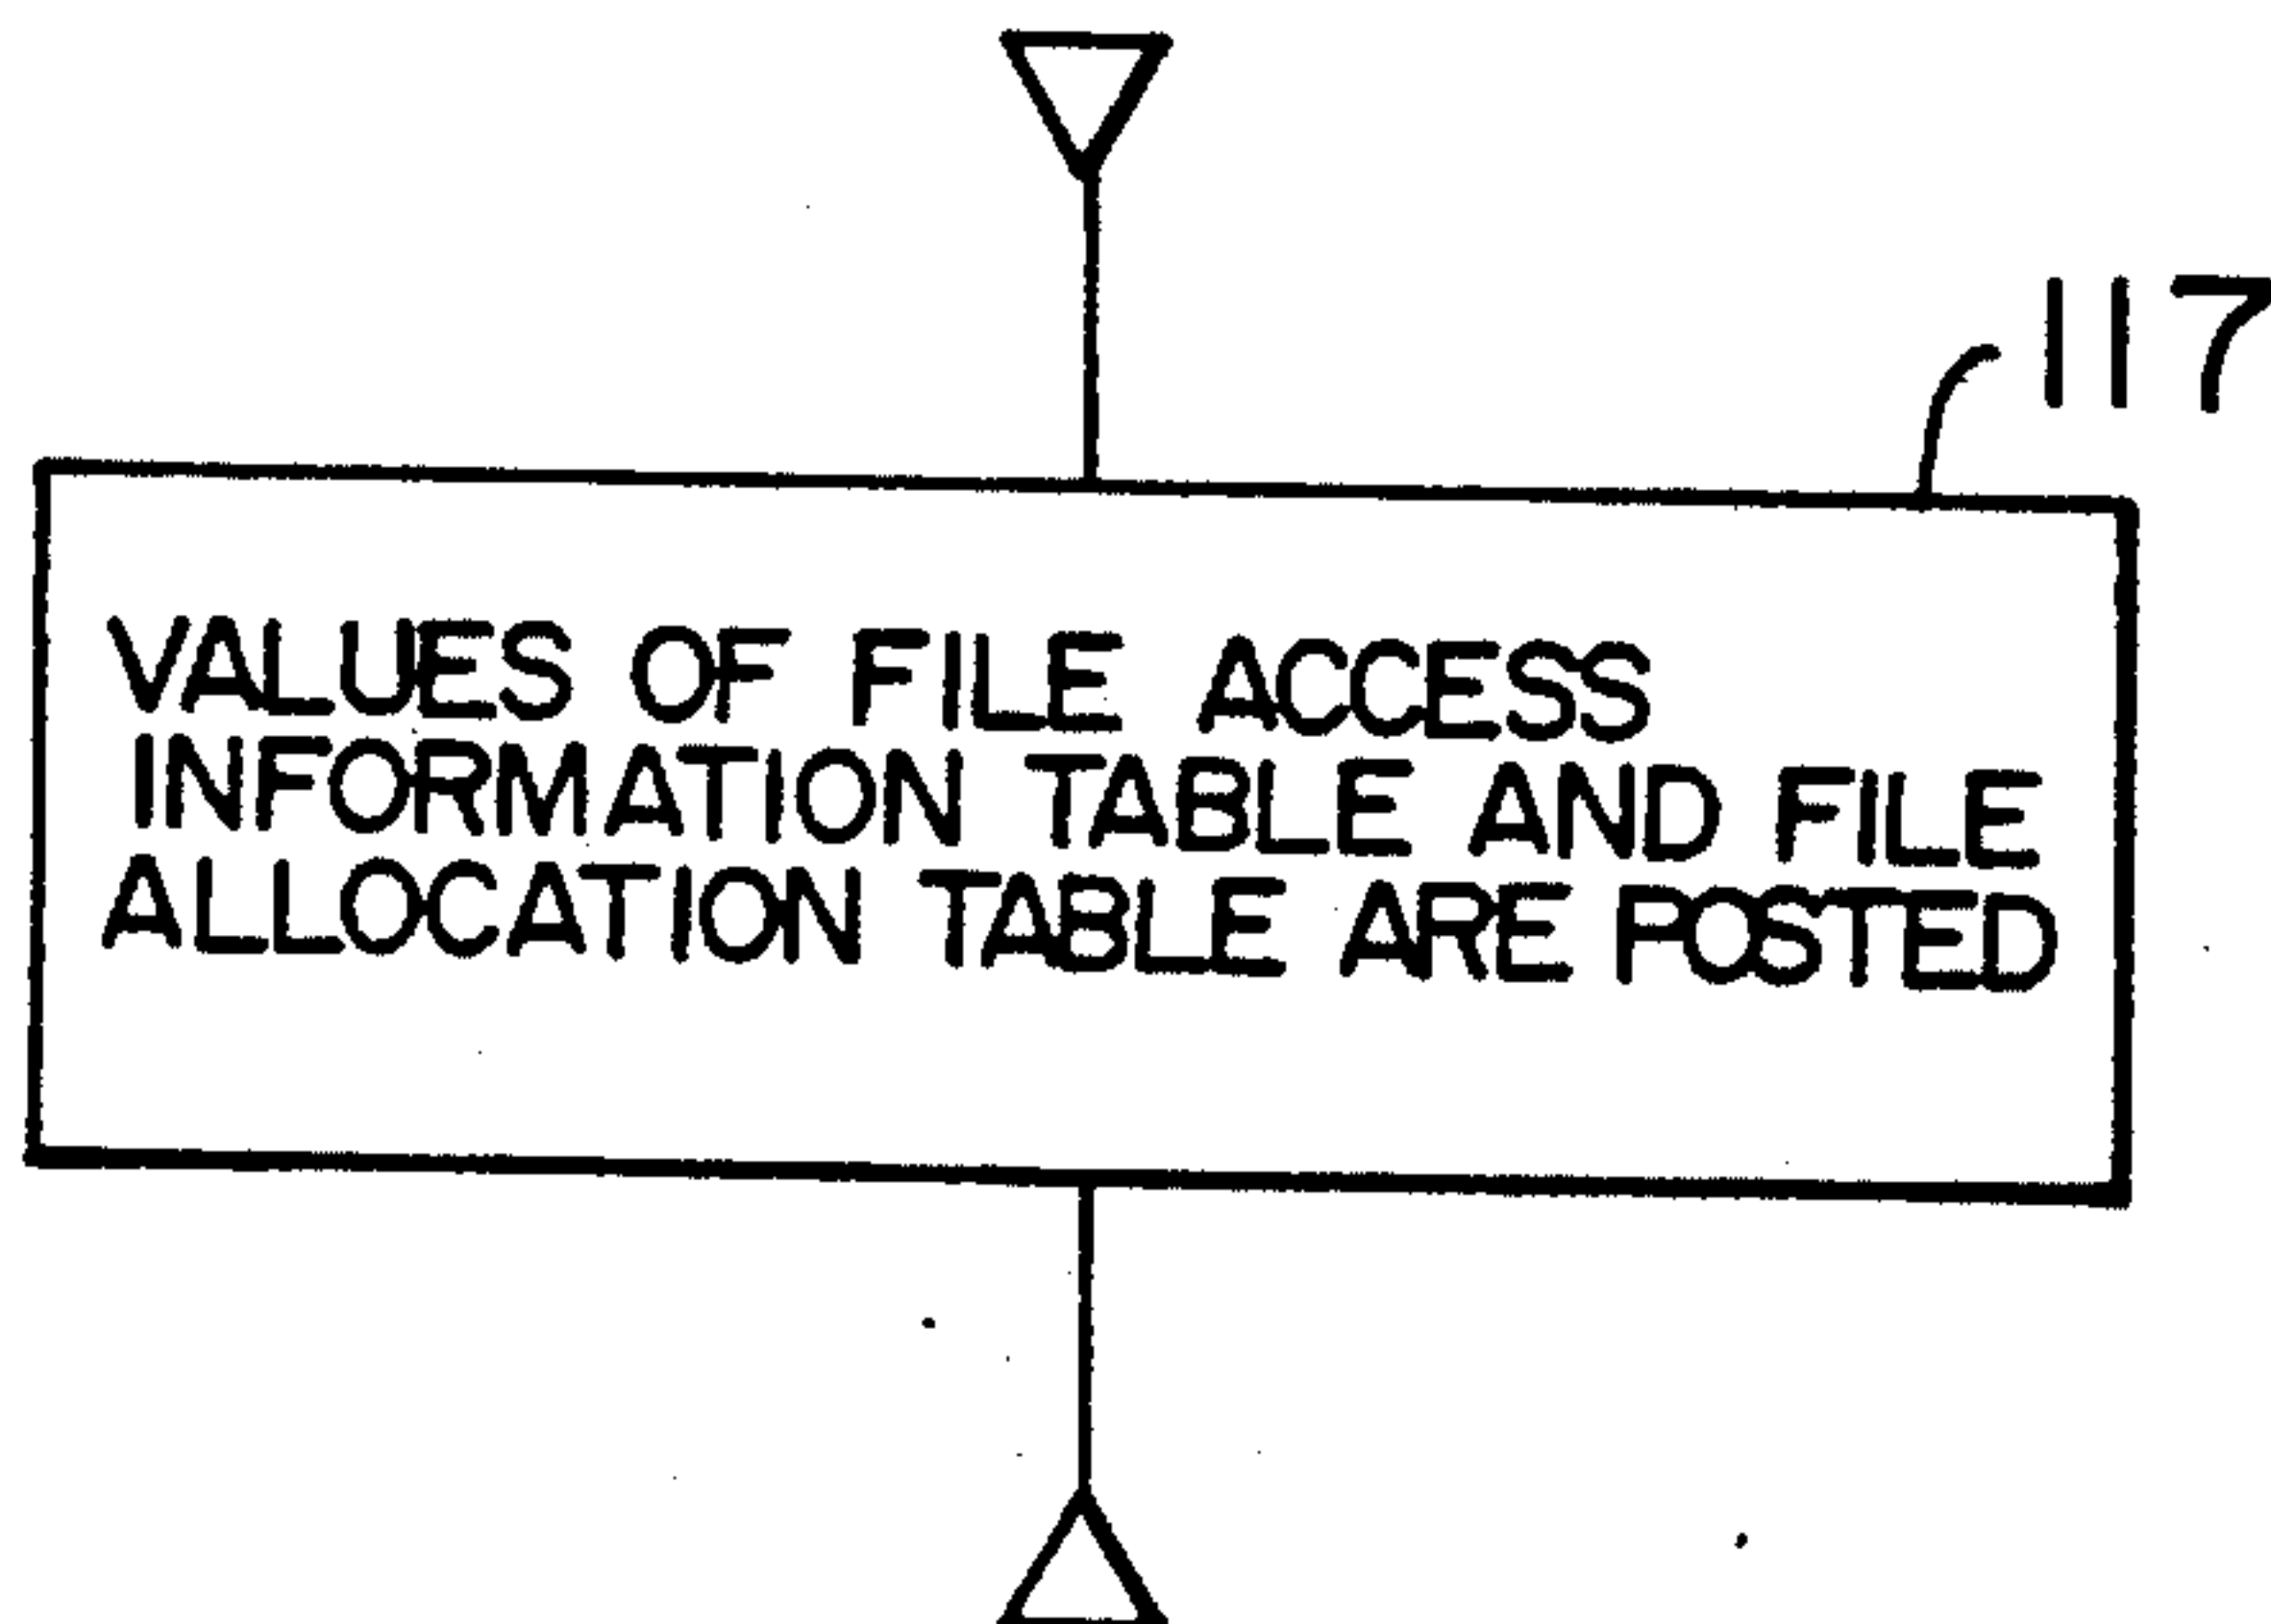 117
VALUES OF FILE ACCESS
INFORMATION TABLE AND FILE
ALLOCATION TABLE ARE POSTED